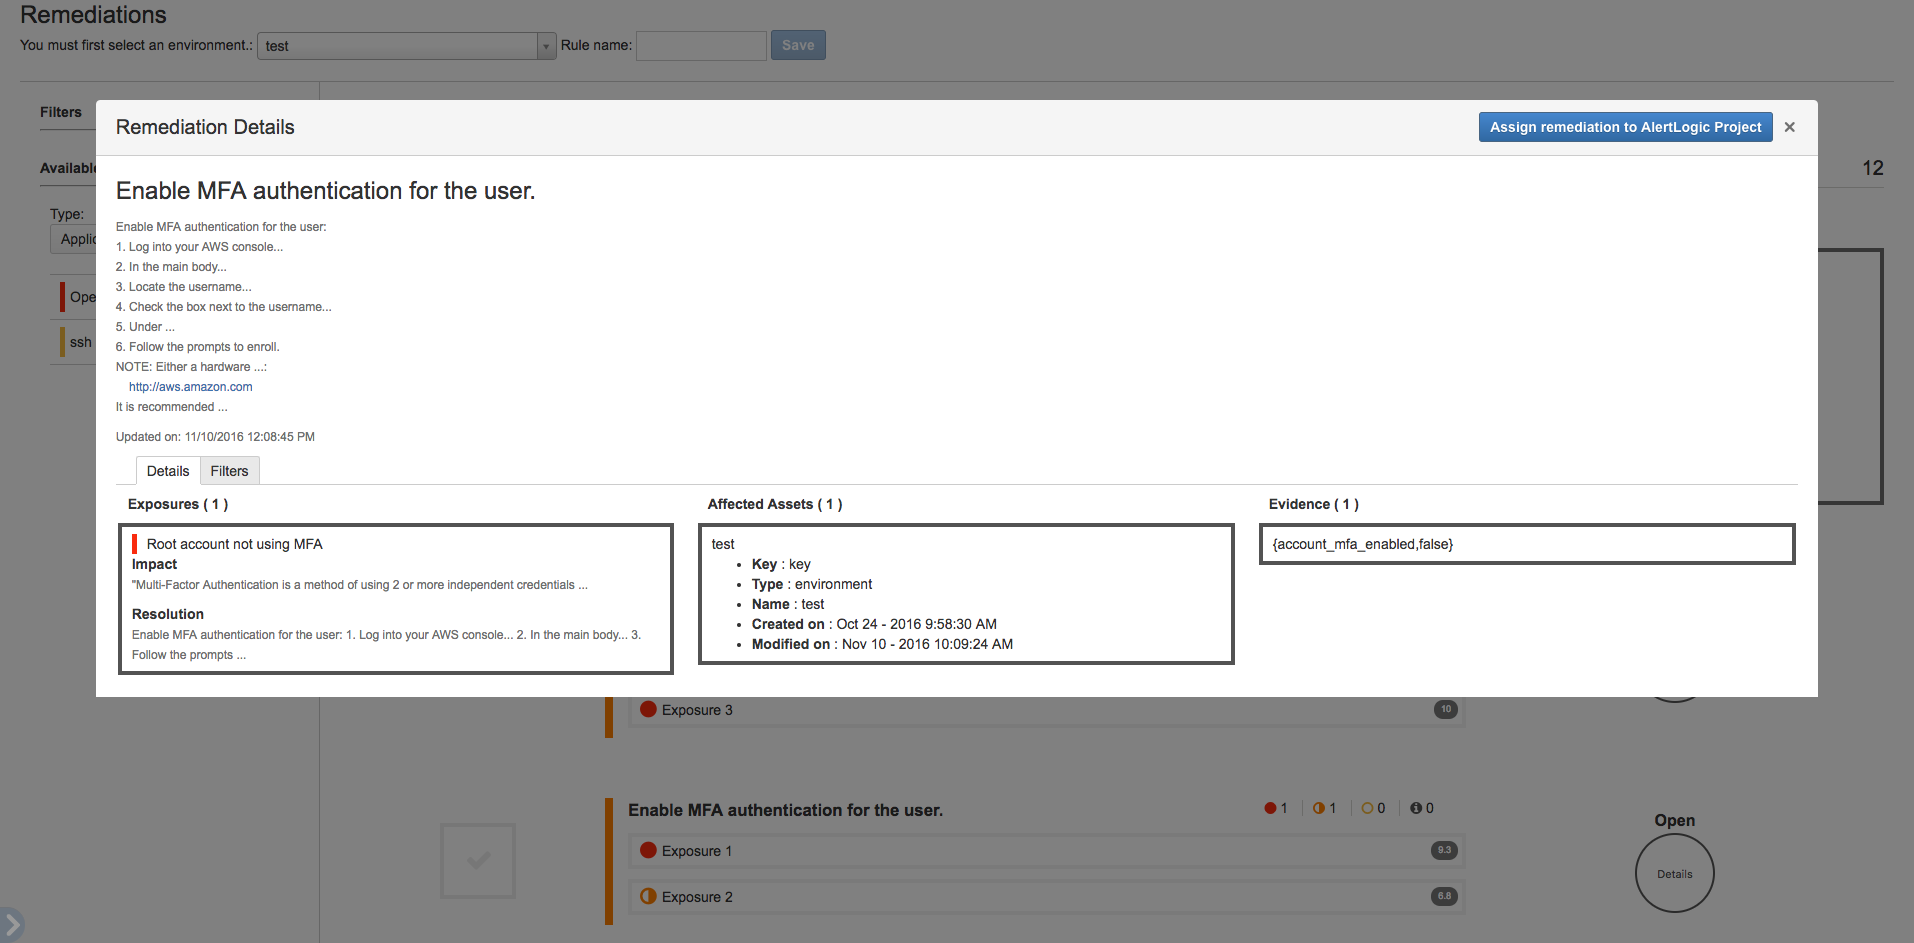 Remediations
You must first select an environment.: test Rule name: Save
Filters
Remediation Details Assign remediation to AlertLogic Project ×
Available
12
Enable MFA authentication for the user.
Type:
Applic
Enable MFA authentication for the user:
1. Log into your AWS console...
2. In the main body...
3. Locate the username...
4. Check the box next to the username...
5. Under ...
6. Follow the prompts to enroll.
NOTE: Either a hardware ...:
http://aws.amazon.com
It is recommended ...
Ope
ssh
Updated on: 11/10/2016 12:08:45 PM
Details Filters
Exposures ( 1 ) Affected Assets ( 1 ) Evidence ( 1 )
Root account not using MFA
Impact
"Multi-Factor Authentication is a method of using 2 or more independent credentials ...
Resolution
Enable MFA authentication for the user: 1. Log into your AWS console... 2. In the main body... 3.
Follow the prompts ...
test
• Key : key
• Type : environment
• Name : test
• Created on : Oct 24 - 2016 9:58:30 AM
• Modified on : Nov 10 - 2016 10:09:24 AM
{account_mfa_enabled,false}
Exposure 3 10
Enable MFA authentication for the user. 1 1 0 0
Open
Exposure 1 9.3
Details
Exposure 2 6.8